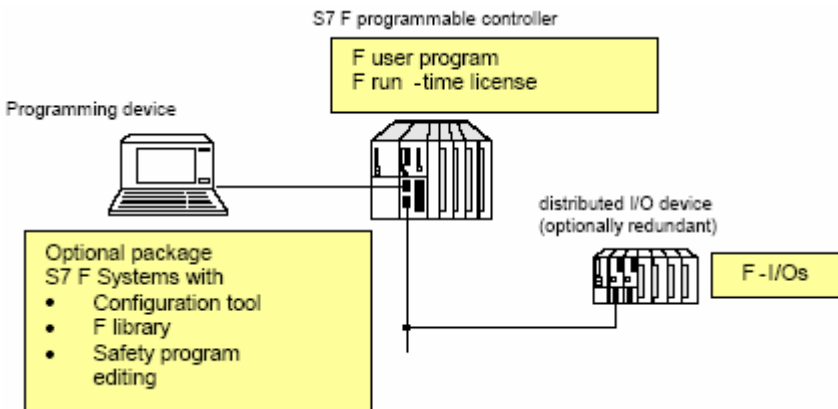 S7 F programmable controller
F user program
F run -time license
Programming device
distributed I/O device
(optionally redundant)
F -I/Os
Optional package
S7 F Systems with
• Configuration tool
• F library
• Safety program
editing